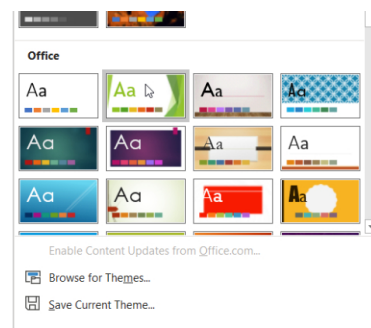 Office
Aa Aa Aa Aa
Aa Aa Aa Aa
Aa Aa Aa Aa
Enable Content Updates from Office.com...
Browse for Themes...
Save Current Theme...